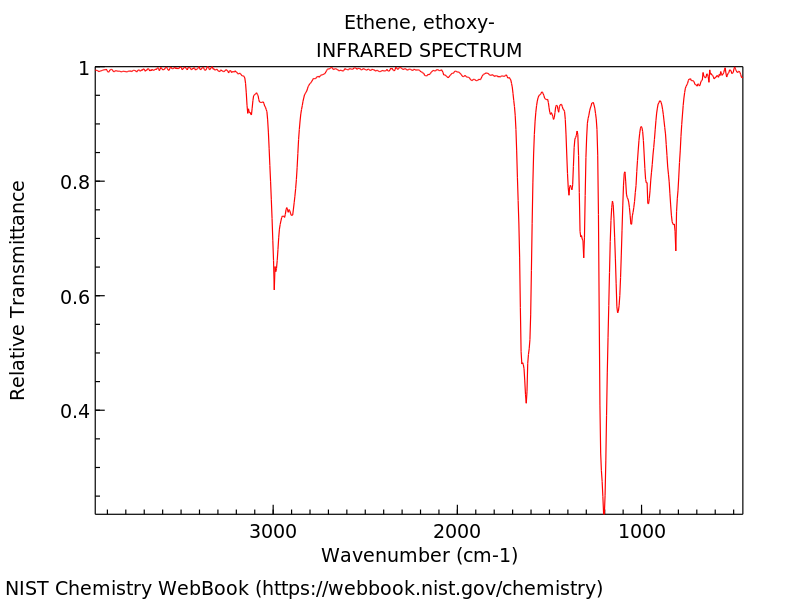 Ethene, ethoxy-
INFRARED SPECTRUM
1
0.8
0.6
0.4
Relative Transmittance
3000 2000 1000
Wavenumber (cm-1)
NIST Chemistry WebBook (https://webbook.nist.gov/chemistry)